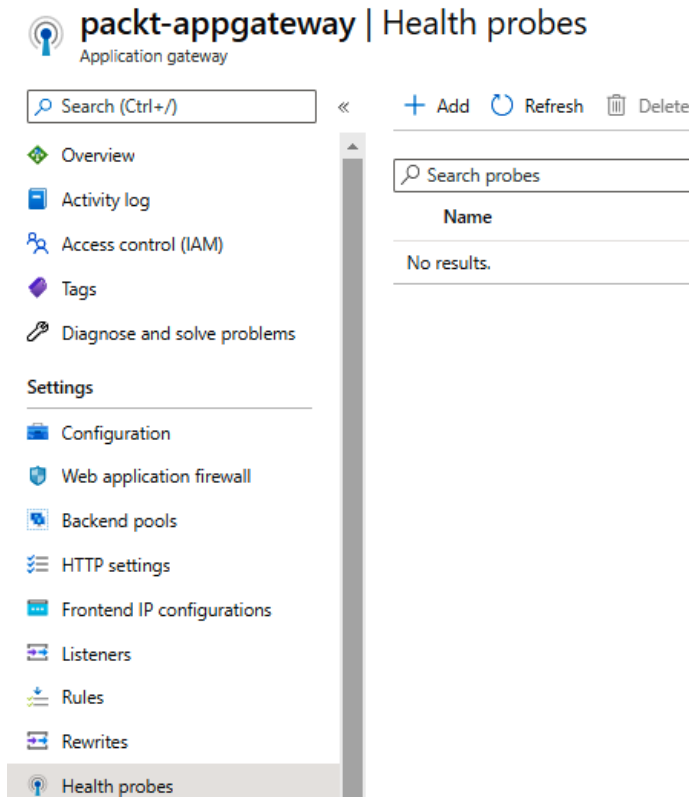 packt-appgateway | Health probes
Application gateway
Search (Ctrl+/)
«
Add Refresh Delete
Overview
Activity log
Access control (IAM)
Tags
Diagnose and solve problems
Settings
Configuration
Web application firewall
Backend pools
HTTP settings
Frontend IP configurations
Listeners
Rules
Rewrites
Health probes
Search probes
Name
No results.